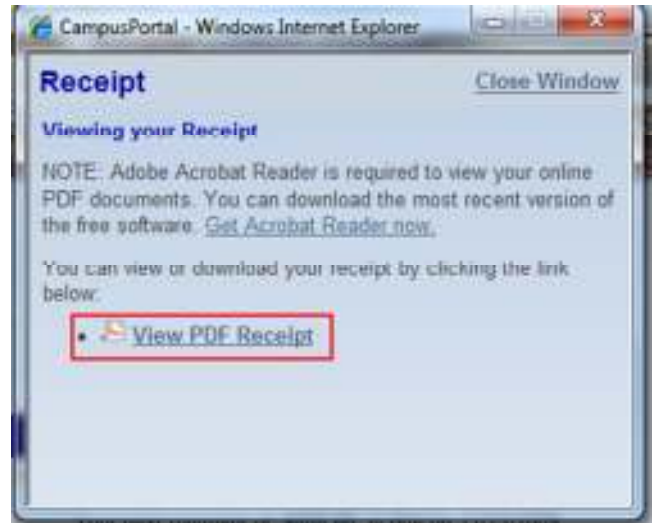 CampusPortal - Windows Internet Explorer
Receipt
Close Window
Viewing your Receipt
NOTE: Adobe Acrobat Reader is required to view your online
PDF documents. You can download the most recent version of
the free software. Get Acrobat Reader now.
You can view or download your receipt by clicking the link
below:
• View PDF Receipt